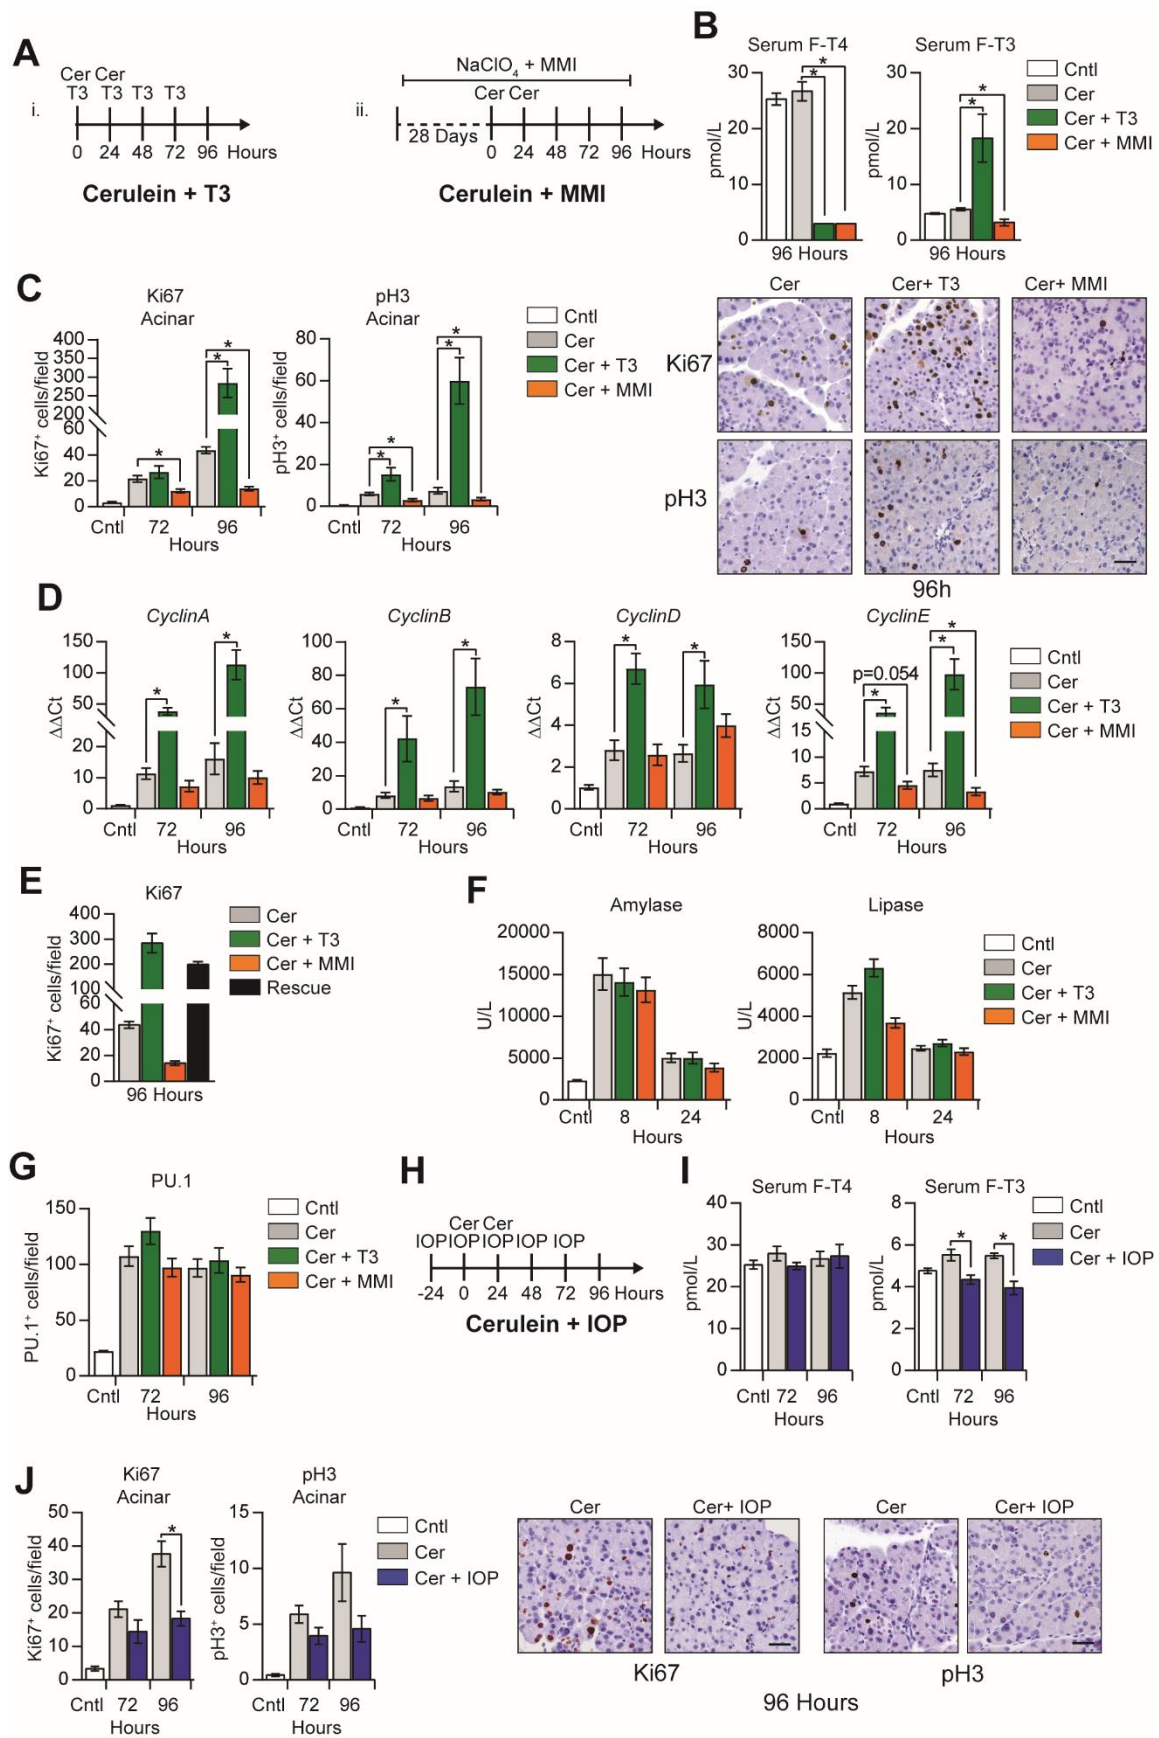 A
i.
Cer Cer
T3 T3 T3 T3
0 24 48 72 96 Hours
Cerulein + T3
ii.
NaClO4 + MMI
Cer Cer
28 Days
0 24 48 72 96 Hours
Cerulein + MMI
B
Serum F-T4
pmol/L
30
20
10
0
* *
96 Hours
Serum F-T3
pmol/L
30
20
10
0
* *
96 Hours
Cntl
Cer
Cer + T3
Cer + MMI
C
Ki67
Acinar
Ki67+ cells/field
400
350
300
250
200
60
40
20
0
* * *
Cntl 72 96
Hours
pH3
Acinar
pH3+ cells/field
80
60
40
20
0
* * * *
Cntl 72 96
Hours
Cntl
Cer
Cer + T3
Cer + MMI
Cer Cer+ T3 Cer+ MMI
Ki67
pH3
96h
D
CyclinA
ΔΔCt
150
100
50
20
10
0
* *
Cntl 72 96
Hours
CyclinB
ΔΔCt
100
80
60
40
20
0
* *
Cntl 72 96
Hours
CyclinD
ΔΔCt
8
6
4
2
0
* *
Cntl 72 96
Hours
CyclinE
ΔΔCt
150
100
50
15
10
5
0
p=0.054
* * *
Cntl 72 96
Hours
Cntl
Cer
Cer + T3
Cer + MMI
E
Ki67
Ki67+ cells/field
400
300
200
100
60
40
20
0
96 Hours
Cer
Cer + T3
Cer + MMI
Rescue
F
Amylase
U/L
20000
15000
10000
5000
0
Cntl 8 24
Hours
Lipase
U/L
8000
6000
4000
2000
0
Cntl 8 24
Hours
Cntl
Cer
Cer + T3
Cer + MMI
G
PU.1
PU.1+ cells/field
150
100
50
0
Cntl 72 96
Hours
Cntl
Cer
Cer + T3
Cer + MMI
H
Cer Cer
IOP IOP IOP IOP IOP
-24 0 24 48 72 96 Hours
Cerulein + IOP
I
Serum F-T4
pmol/L
40
30
20
10
0
Cntl 72 96
Hours
Serum F-T3
pmol/L
8
6
4
2
0
* *
Cntl 72 96
Hours
Cntl
Cer
Cer + IOP
J
Ki67
Acinar
Ki67+ cells/field
50
40
30
20
10
0
*
Cntl 72 96
Hours
pH3
Acinar
pH3+ cells/field
15
10
5
0
Cntl 72 96
Hours
Cntl
Cer
Cer + IOP
Cer Cer+ IOP Cer Cer+ IOP
Ki67 pH3
96 Hours